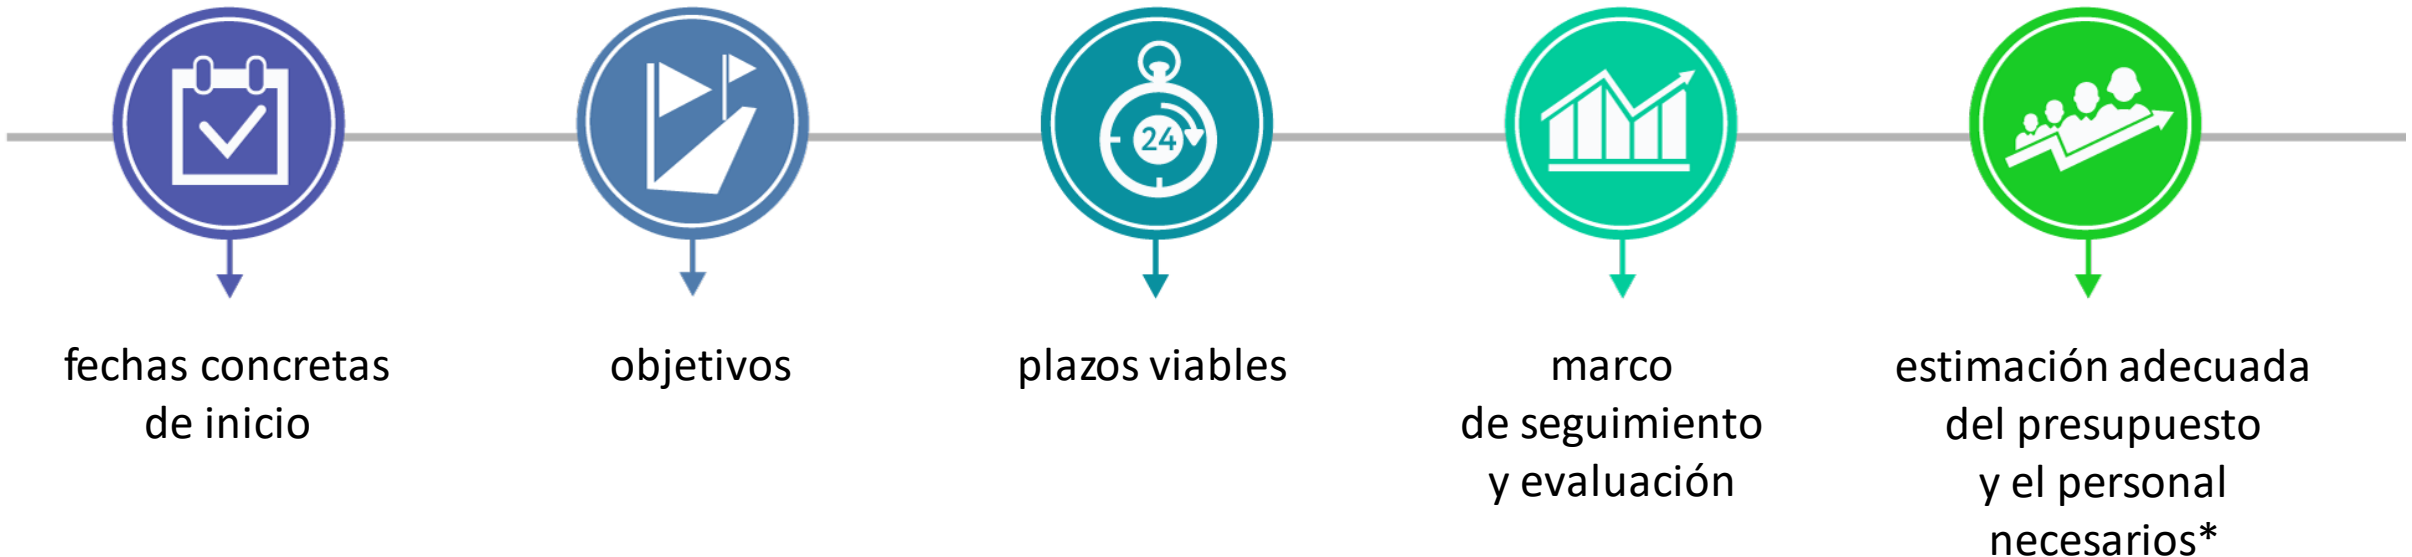 24
fechas concretas
de inicio
objetivos
plazos viables
marco
de seguimiento
y evaluación
estimación adecuada
del presupuesto
y el personal
necesarios*